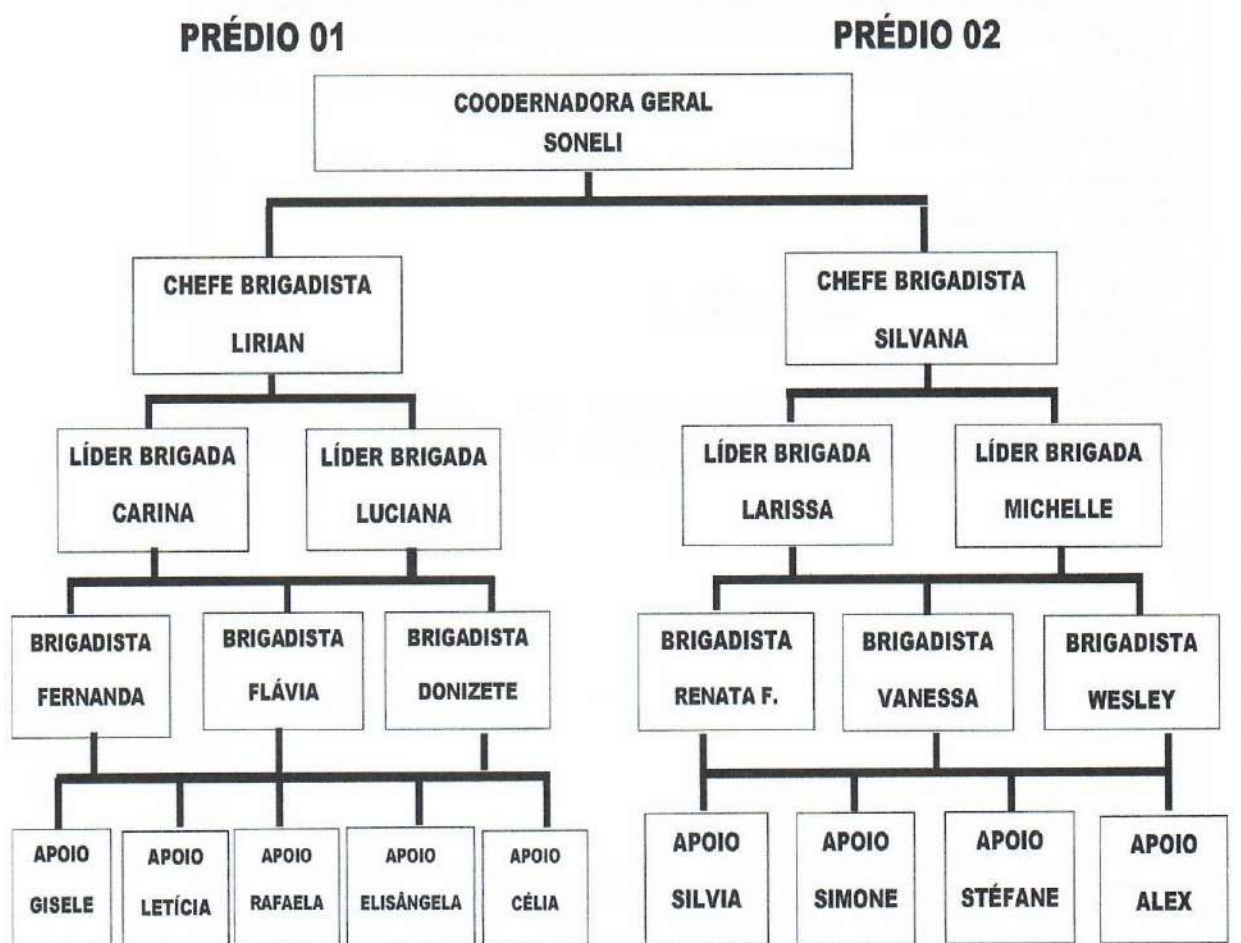 PRÉDIO 01
PRÉDIO 02
COODERNADORA GERAL
SONELI
CHEFE BRIGADISTA
LIRIAN
CHEFE BRIGADISTA
SILVANA
LÍDER BRIGADA
CARINA
LÍDER BRIGADA
LUCIANA
LÍDER BRIGADA
LARISSA
LÍDER BRIGADA
MICHELLE
BRIGADISTA
FERNANDA
BRIGADISTA
FLÁVIA
BRIGADISTA
DONIZETE
BRIGADISTA
RENATA F.
BRIGADISTA
VANESSA
BRIGADISTA
WESLEY
APOIO
GISELE
APOIO
LETÍCIA
APOIO
RAFAELA
APOIO
ELISÂNGELA
APOIO
CÉLIA
APOIO
SILVIA
APOIO
SIMONE
APOIO
STÉFANE
APOIO
ALEX